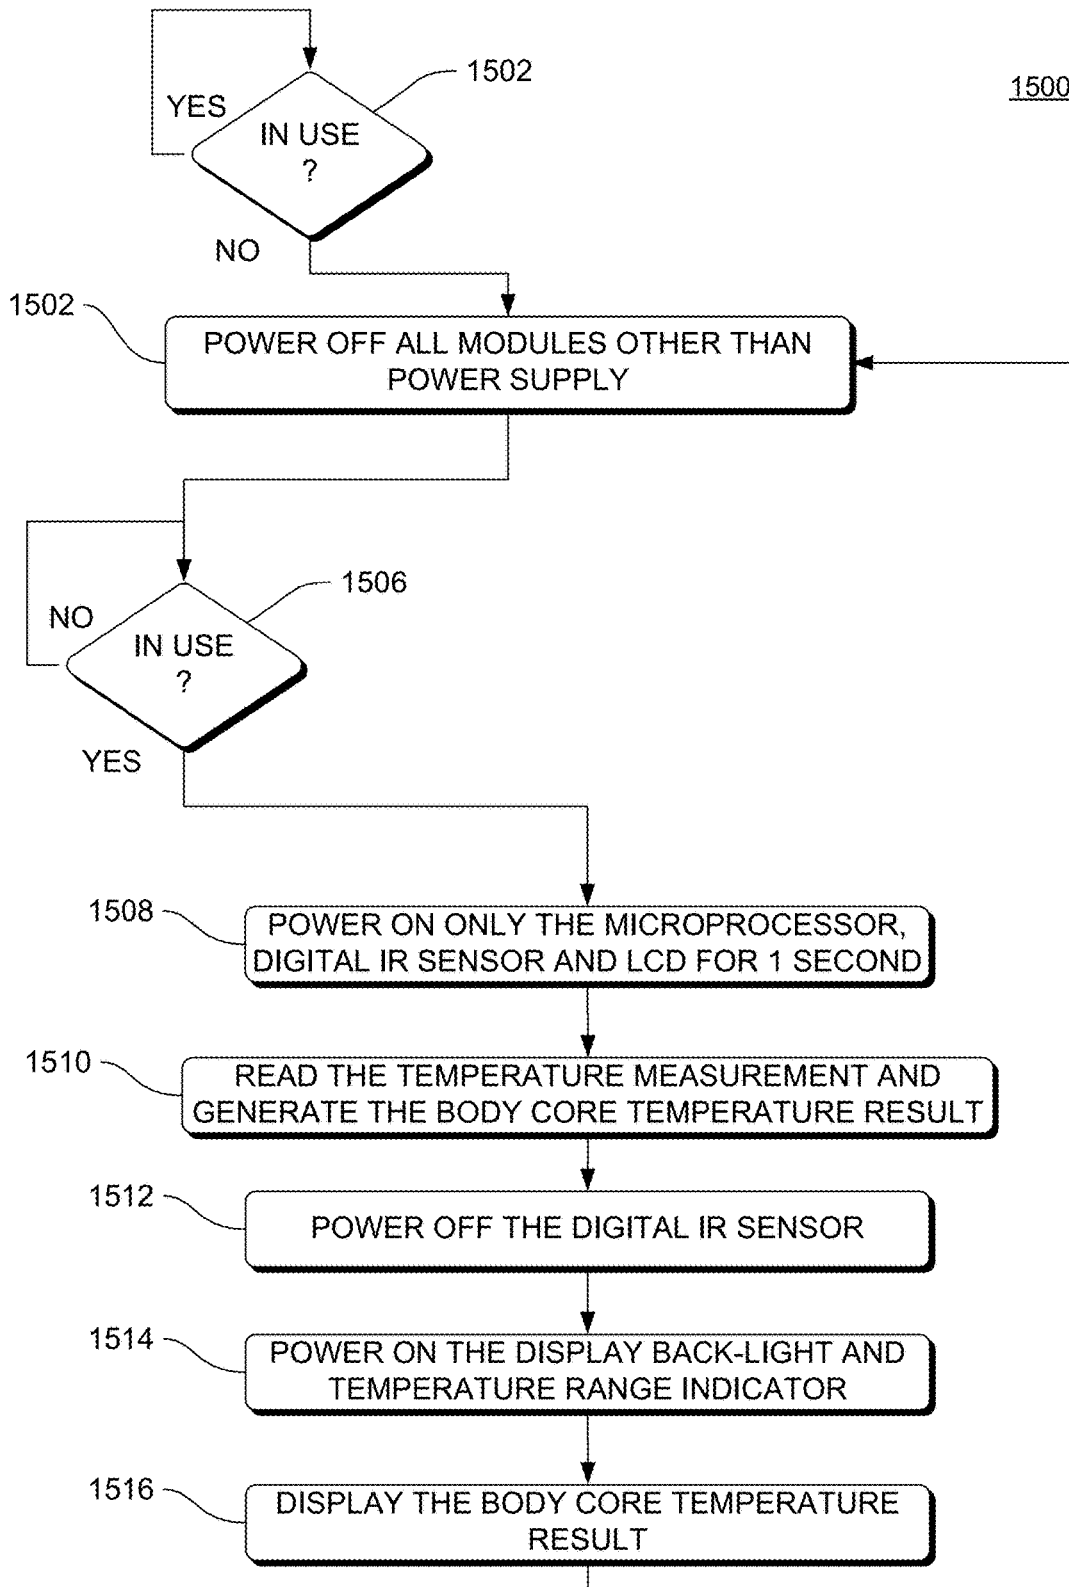 1502
1500
YES
IN USE
?
NO
1502
POWER OFF ALL MODULES OTHER THAN
POWER SUPPLY
1506
NO
IN USE
?
YES
1508
POWER ON ONLY THE MICROPROCESSOR,
DIGITAL IR SENSOR AND LCD FOR 1 SECOND
1510
READ THE TEMPERATURE MEASUREMENT AND
GENERATE THE BODY CORE TEMPERATURE RESULT
1512
POWER OFF THE DIGITAL IR SENSOR
1514
POWER ON THE DISPLAY BACK-LIGHT AND
TEMPERATURE RANGE INDICATOR
1516
DISPLAY THE BODY CORE TEMPERATURE
RESULT